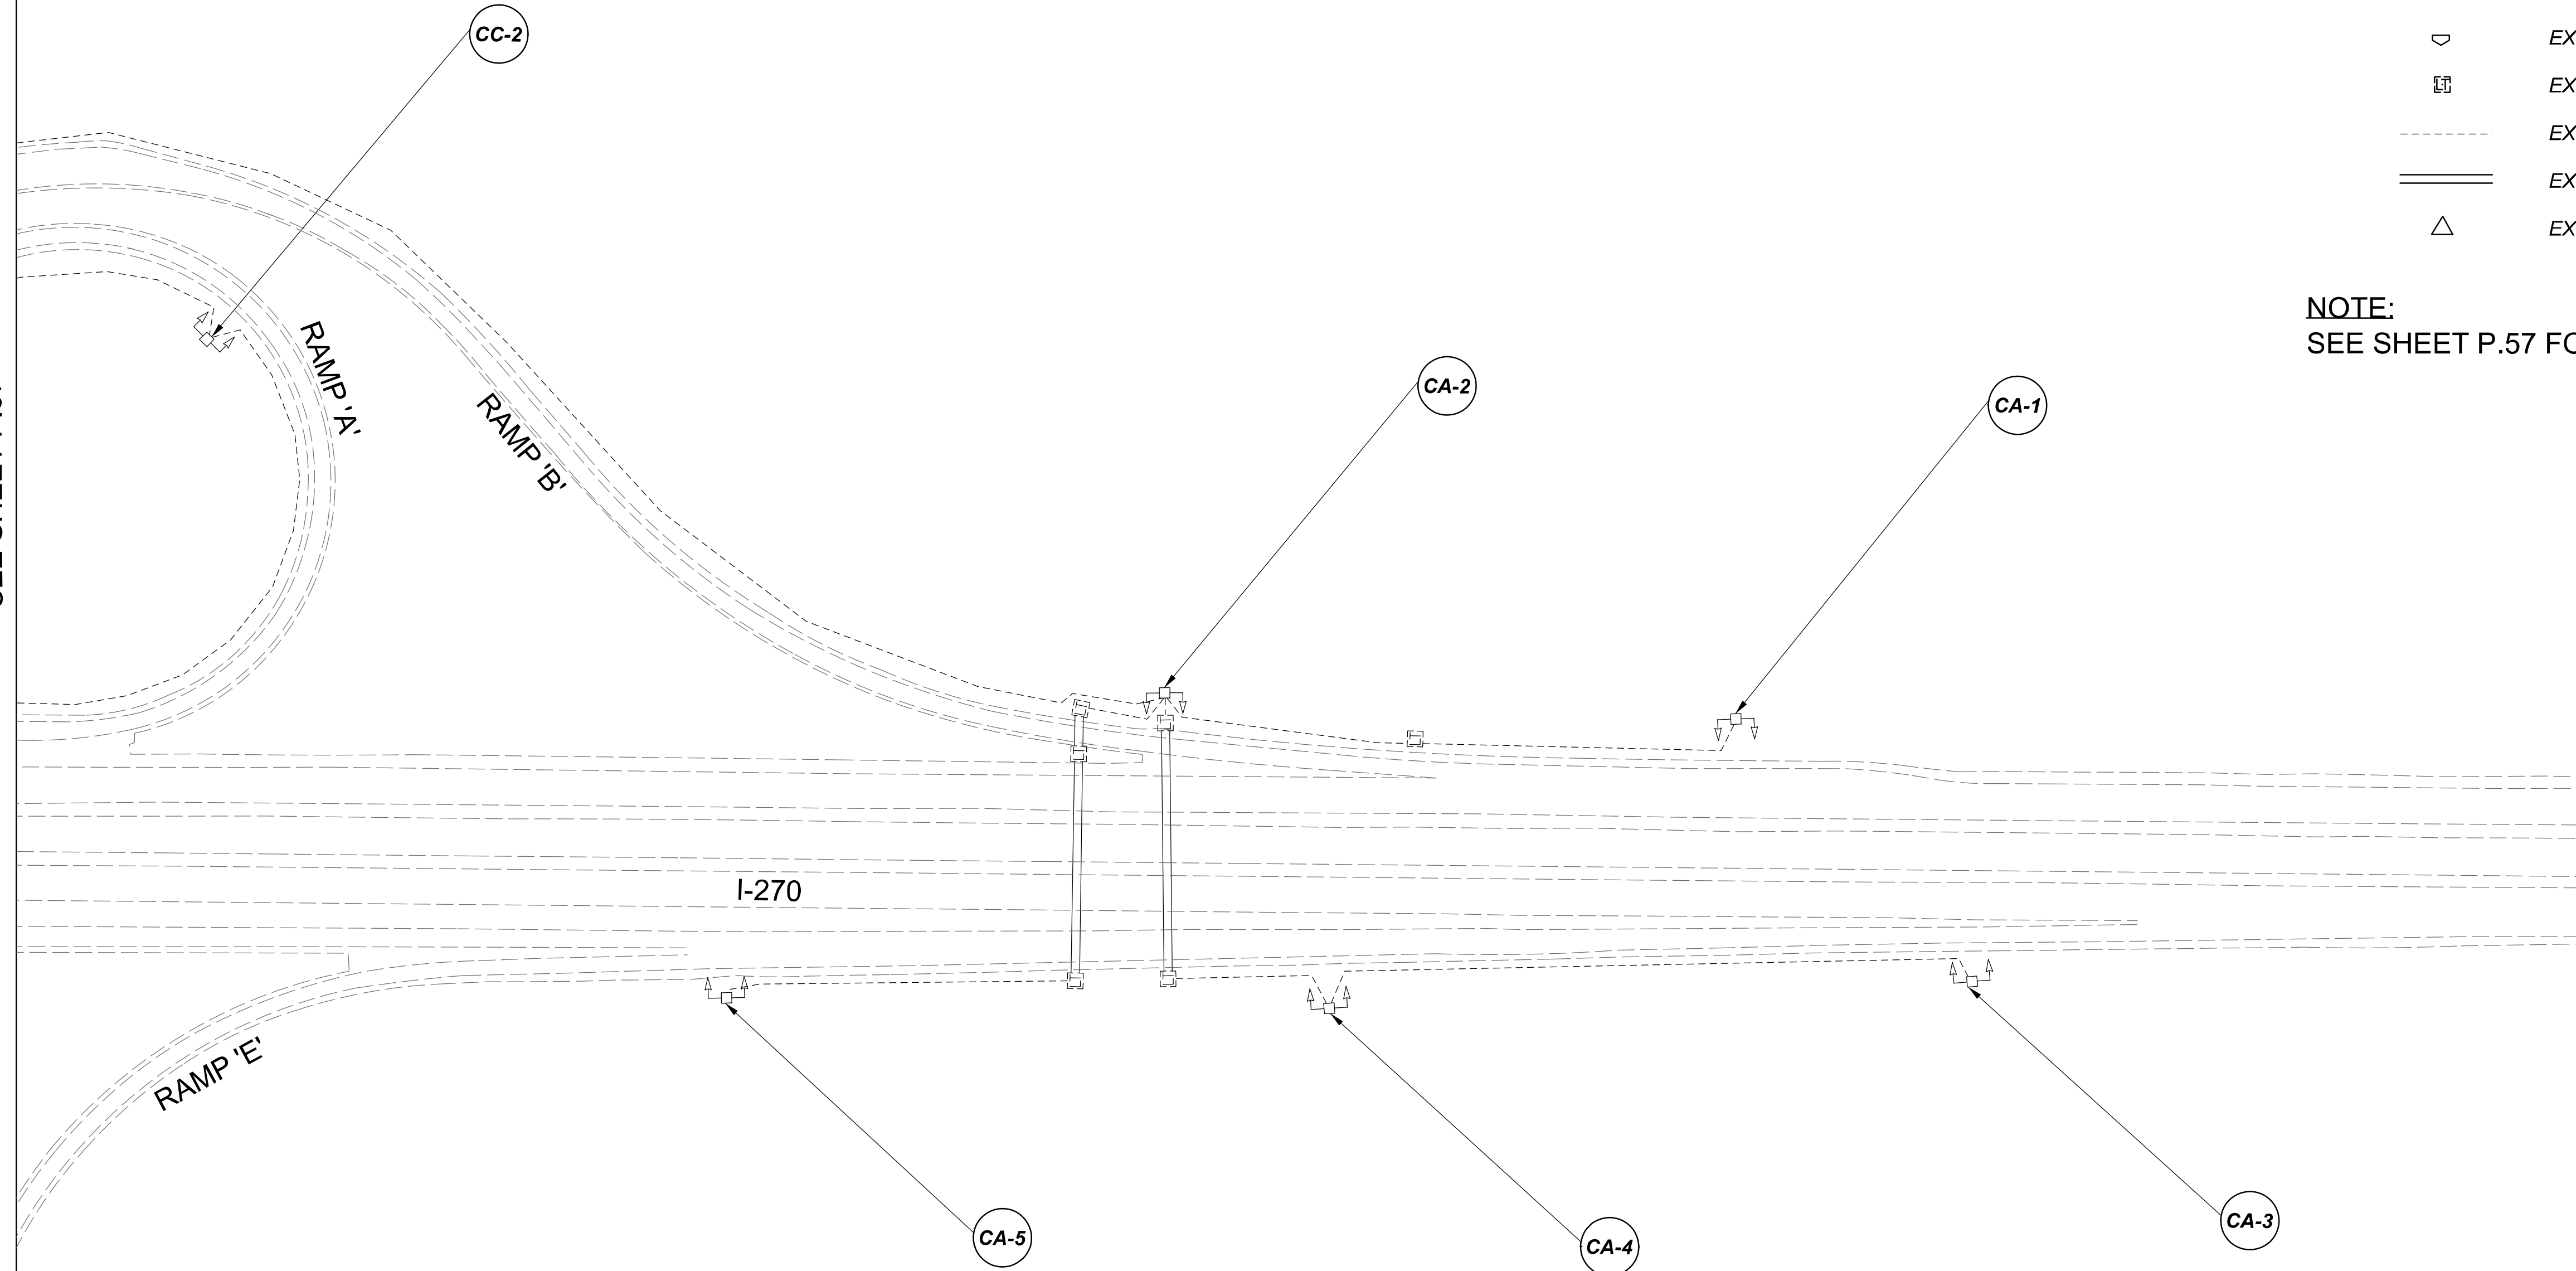 CC-2
EX
EX
EX
EX
EX
NOTE:
SEE SHEET P.57 FO
RAMP 'A'
RAMP 'B'
CA-2
CA-1
I-270
RAMP 'E'
CA-5
CA-4
CA-3